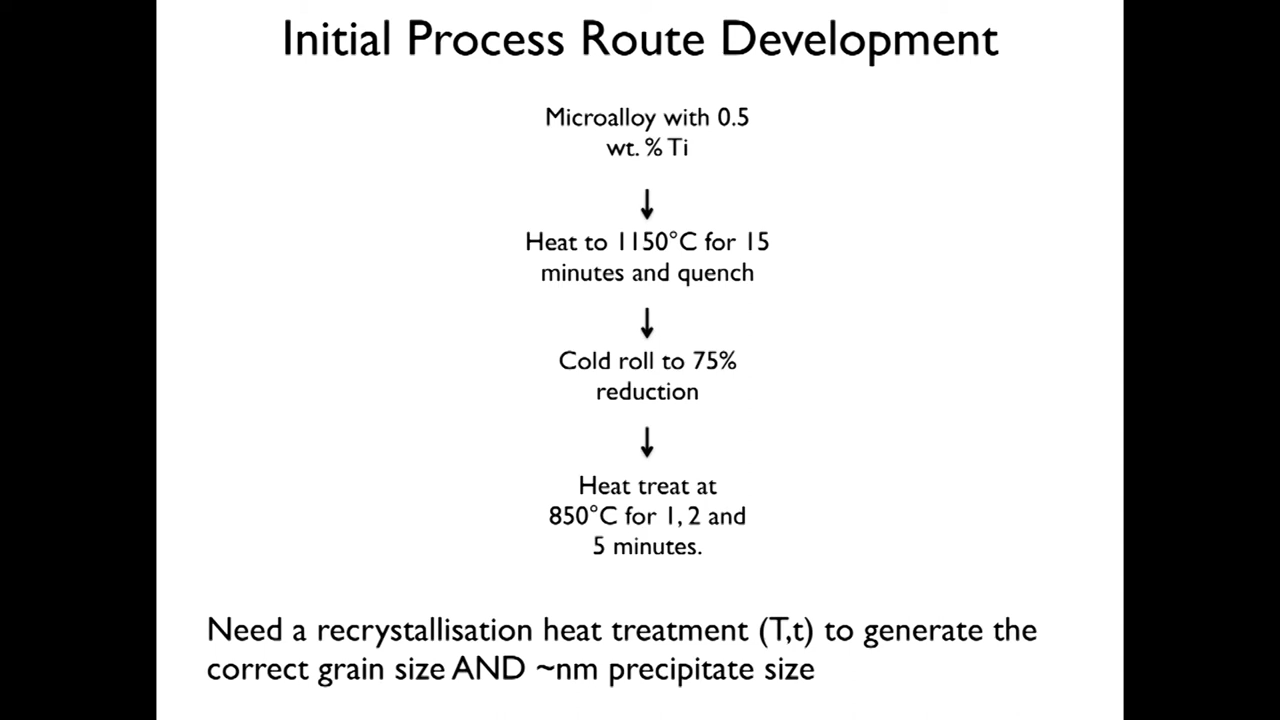 Initial Process Route Development
Microalloy with 0.5
wt. % Ti
Heat to 1150°C for 15
minutes and quench
Cold roll to 75%
reduction
Heat treat at
850°C for 1, 2 and
5 minutes.
Need a recrystallisation heat treatment (T,t) to generate the
correct grain size AND ~nm precipitate size